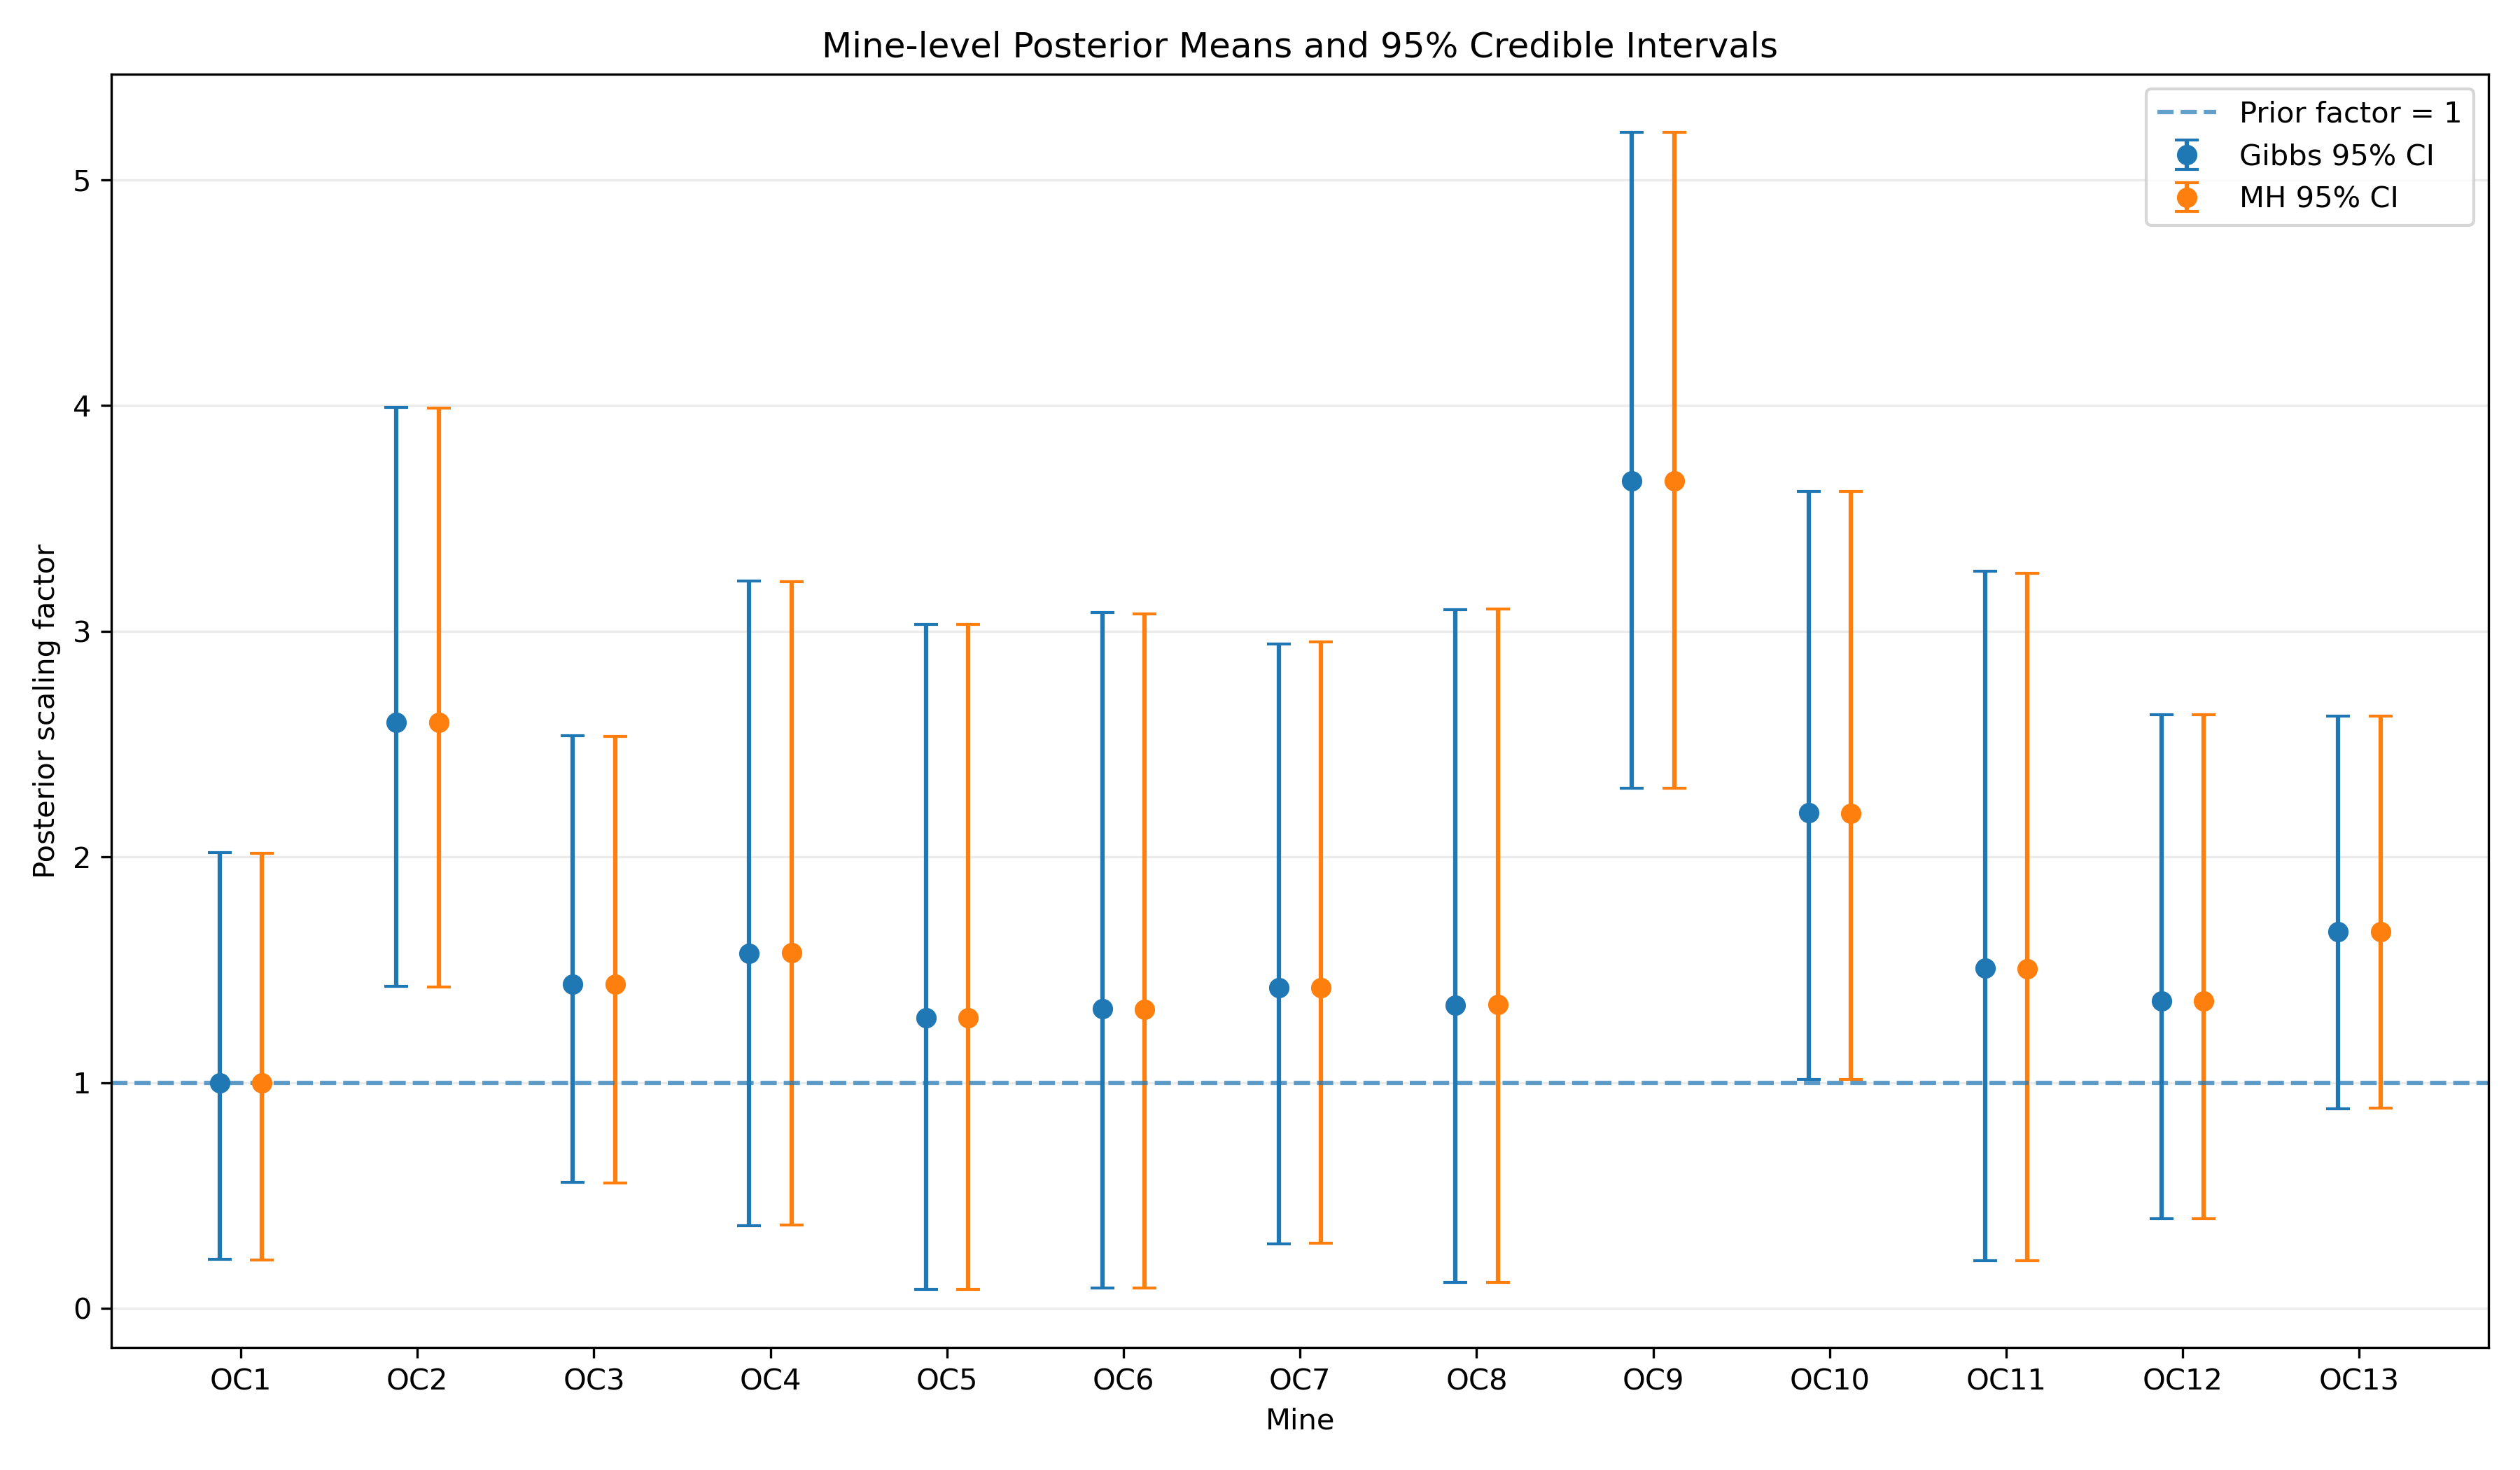 Mine-level Posterior Means and 95% Credible Intervals
Prior factor = 1
Gibbs 95% CI
MH 95% CI
Posterior scaling factor
5
4
3
2
1
0
OC1 OC2 OC3 OC4 OC5 OC6 OC7 OC8 OC9 OC10 OC11 OC12 OC13
Mine